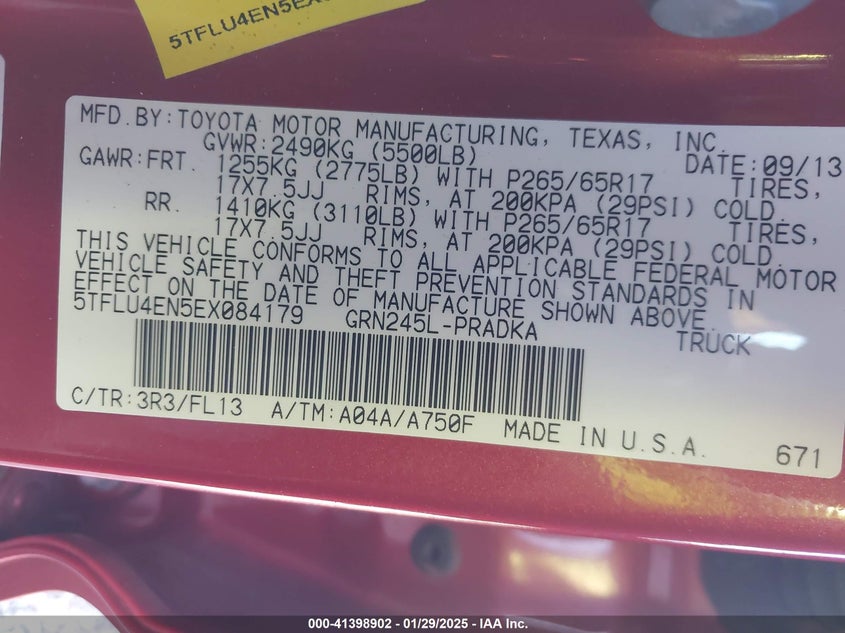 5TFLU4EN5EX
MFD.BY:TOYOTA MOTOR MANUFACTURING, TEXAS, INC.
GVWR:2490KG (5500LB) DATE:09/13
GAWR:FRT. 1255KG (2775LB) WITH P265/65R17 TIRES,
17X7.5JJ RIMS, AT 200KPA (29PSI) COLD
RR. 1410KG (3110LB) WITH P265/65R17 TIRES,
17X7.5JJ RIMS, AT 200KPA (29PSI) COLD
THIS VEHICLE CONFORMS TO ALL APPLICABLE FEDERAL MOTOR
VEHICLE SAFETY AND THEFT PREVENTION STANDARDS IN
EFFECT ON THE DATE OF MANUFACTURE SHOWN ABOVE.
5TFLU4EN5EX084179 GRN245L-PRADKA TRUCK
C/TR:3R3/FL13 A/TM:A04A/A750F MADE IN U.S.A. 671
000-41398902 - 01/29/2025 - IAA Inc.